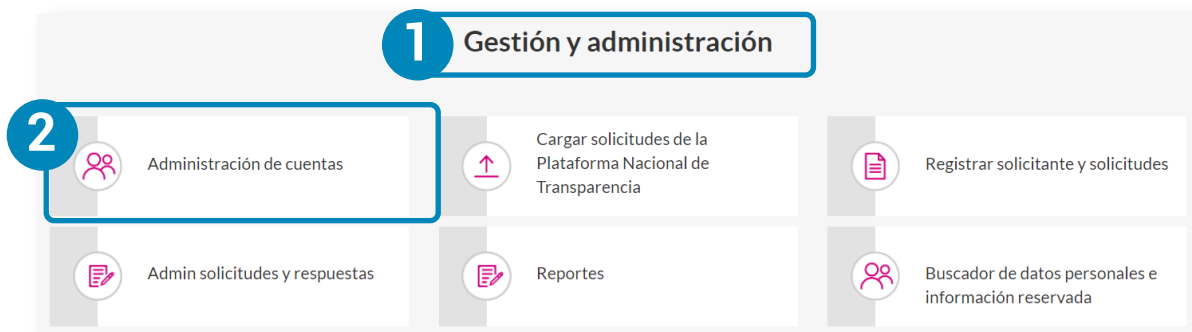 1
Gestión y administración
2
Administración de cuentas
Cargar solicitudes de la
Plataforma Nacional de
Transparencia
Registrar solicitante y solicitudes
Admin solicitudes y respuestas
Reportes
Buscador de datos personales e
información reservada